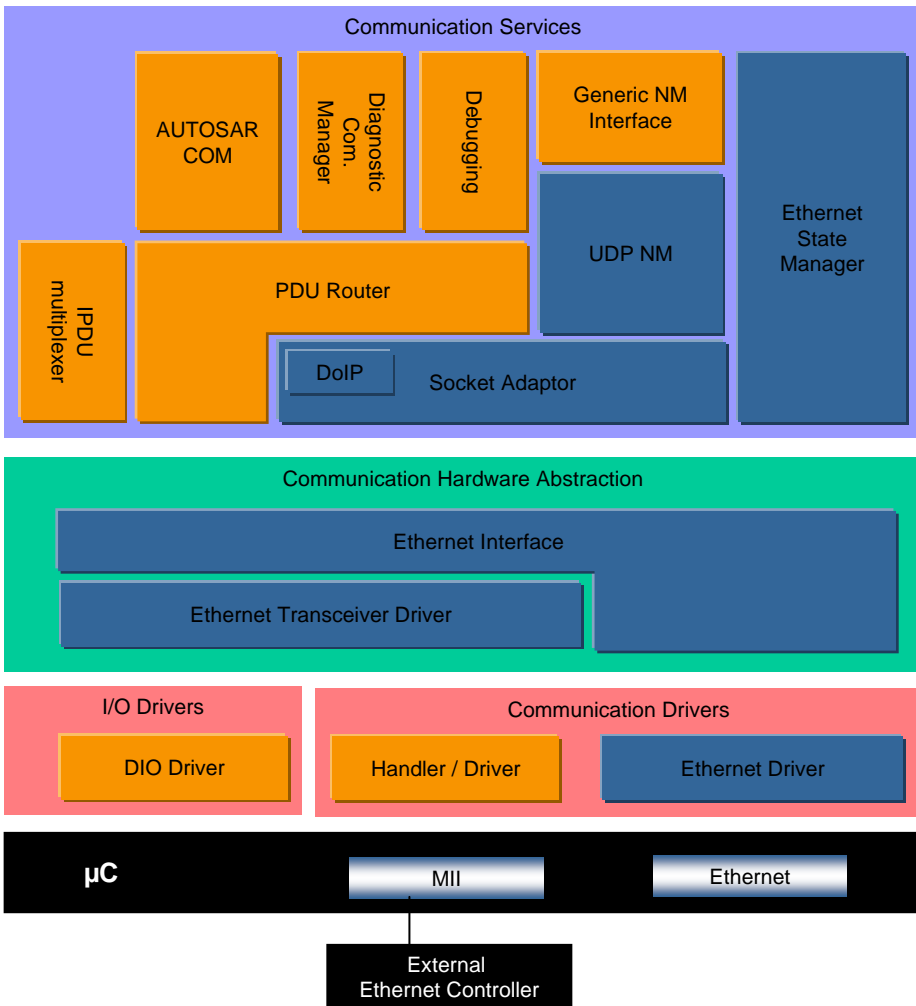 Communication Services
AUTOSAR
COM
Diagnostic
Com.
Manager
Debugging
Generic NM
Interface
Ethernet
State
Manager
UDP NM
IPDU
multiplexer
PDU Router
DoIP
Socket Adaptor
Communication Hardware Abstraction
Ethernet Interface
Ethernet Transceiver Driver
I/O Drivers
DIO Driver
Communication Drivers
Handler / Driver
Ethernet Driver
µC
MII
Ethernet
External
Ethernet Controller